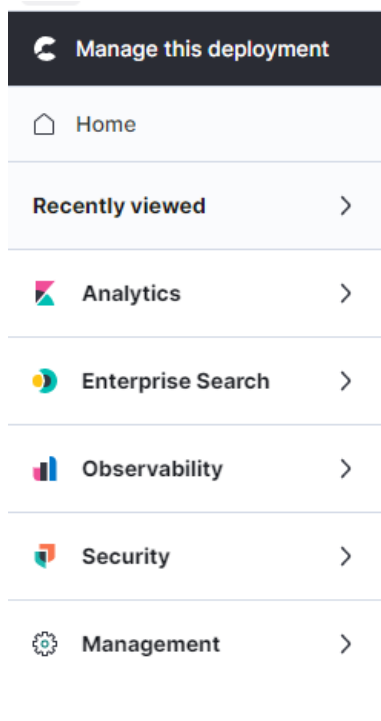 Manage this deployment
Home
Recently viewed
Analytics
Enterprise Search
Observability
Security
Management